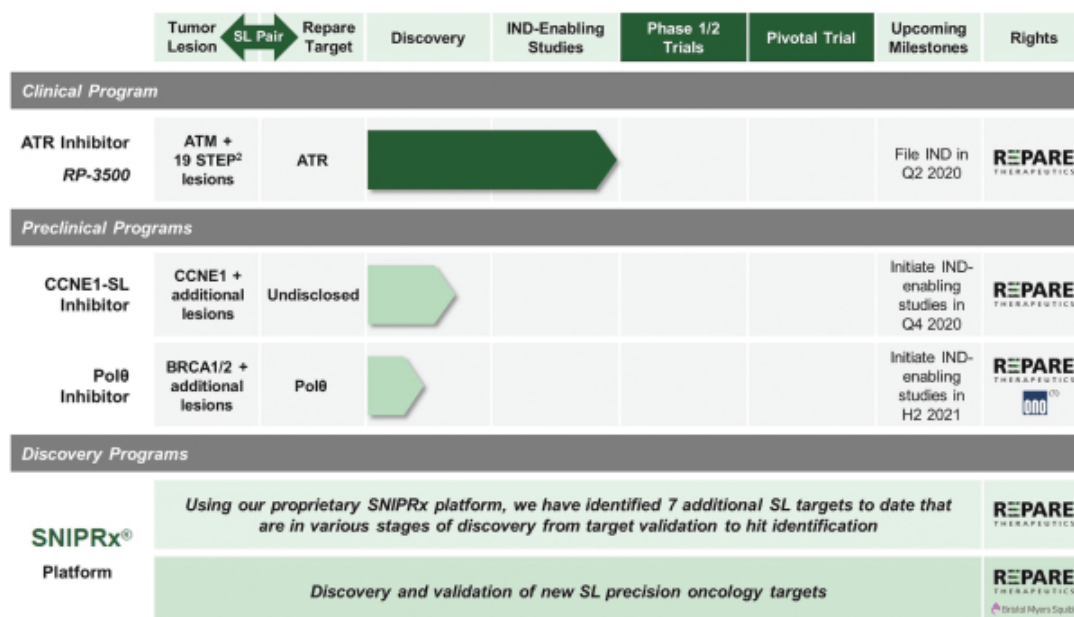 Tumor Lesion
SL Pair
Repare Target
Discovery
IND-Enabling Studies
Phase 1/2 Trials
Pivotal Trial
Upcoming Milestones
Rights
Clinical Program
ATR Inhibitor
RP-3500
ATM +
19 STEP²
lesions
ATR
File IND in
Q2 2020
REPARE
THERAPEUTICS
Preclinical Programs
CCNE1-SL
Inhibitor
CCNE1 +
additional
lesions
Undisclosed
Initiate IND-
enabling
studies in
Q4 2020
REPARE
THERAPEUTICS
Polθ
Inhibitor
BRCA1/2 +
additional
lesions
Polθ
Initiate IND-
enabling
studies in
H2 2021
REPARE
THERAPEUTICS
ono
Discovery Programs
SNIPRx®
Platform
Using our proprietary SNIPRx platform, we have identified 7 additional SL targets to date that
are in various stages of discovery from target validation to hit identification
REPARE
THERAPEUTICS
Discovery and validation of new SL precision oncology targets
REPARE
THERAPEUTICS
Bristol Myers Squib